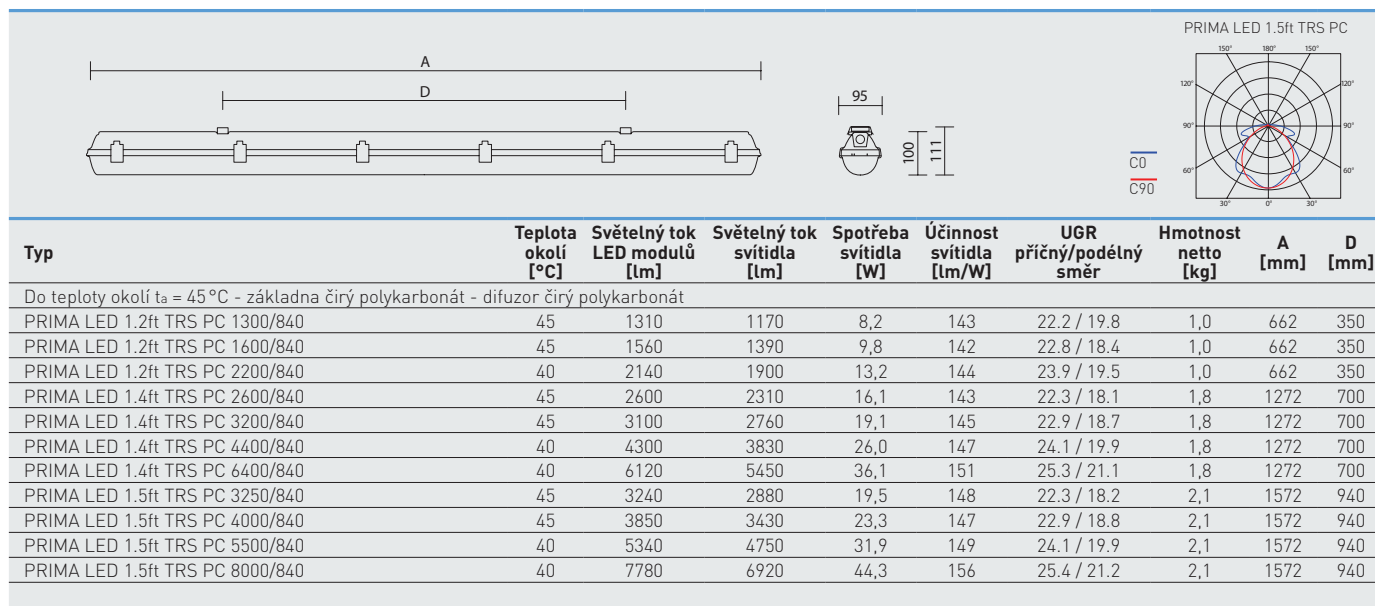 PRIMA LED 1.5ft TRS PC
150° 180° 150°
120° 120°
90° 90°
60° 60°
30° 0° 30°
C0
C90
A
D
95
100
111
Typ Teplota okolí [°C] Světelný tok LED modulů [lm] Světelný tok svítidla [lm] Spotřeba svítidla [W] Účinnost svítidla [lm/W] UGR příčný/podélný směr Hmotnost netto [kg] A [mm] D [mm]
Do teploty okolí ta = 45°C - základna čirý polykarbonát - difuzor čirý polykarbonát
PRIMA LED 1.2ft TRS PC 1300/840 45 1310 1170 8,2 143 22.2 / 19.8 1,0 662 350
PRIMA LED 1.2ft TRS PC 1600/840 45 1560 1390 9,8 142 22.8 / 18.4 1,0 662 350
PRIMA LED 1.2ft TRS PC 2200/840 40 2140 1900 13,2 144 23.9 / 19.5 1,0 662 350
PRIMA LED 1.4ft TRS PC 2600/840 45 2600 2310 16,1 143 22.3 / 18.1 1,8 1272 700
PRIMA LED 1.4ft TRS PC 3200/840 45 3100 2760 19,1 145 22.9 / 18.7 1,8 1272 700
PRIMA LED 1.4ft TRS PC 4400/840 40 4300 3830 26,0 147 24.1 / 19.9 1,8 1272 700
PRIMA LED 1.4ft TRS PC 6400/840 40 6120 5450 36,1 151 25.3 / 21.1 1,8 1272 700
PRIMA LED 1.5ft TRS PC 3250/840 45 3240 2880 19,5 148 22.3 / 18.2 2,1 1572 940
PRIMA LED 1.5ft TRS PC 4000/840 45 3850 3430 23,3 147 22.9 / 18.8 2,1 1572 940
PRIMA LED 1.5ft TRS PC 5500/840 40 5340 4750 31,9 149 24.1 / 19.9 2,1 1572 940
PRIMA LED 1.5ft TRS PC 8000/840 40 7780 6920 44,3 156 25.4 / 21.2 2,1 1572 940